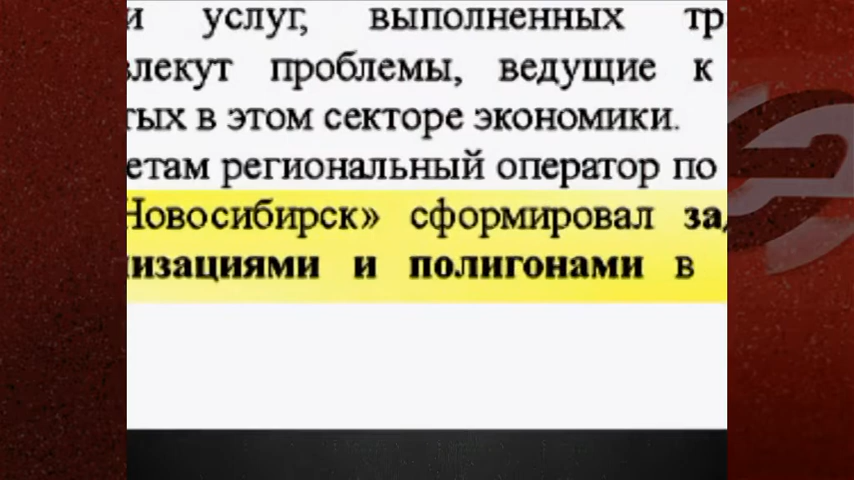 и услуг, выполненных тр
влекут проблемы, ведущие к
тых в этом секторе экономики.
етам региональный оператор по
Новосибирск» сформировал за
изациями и полигонами в